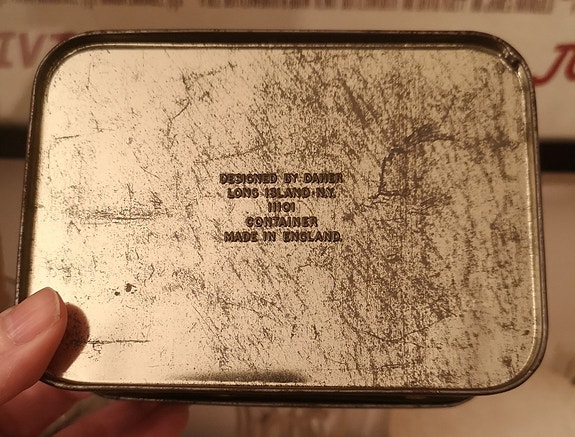 DESIGNED BY DAHER
LONG ISLAND N.Y.
11101
CONTAINER
MADE IN ENGLAND.